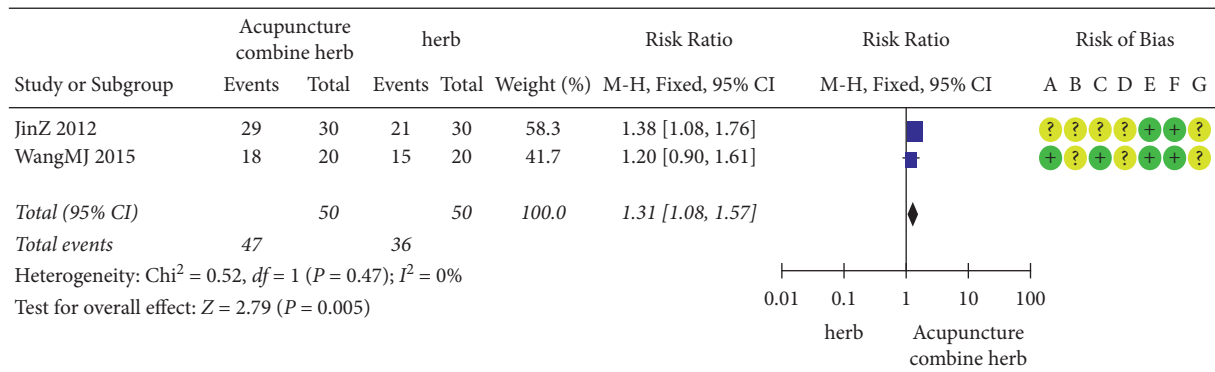 Acupuncture combine herb herb Risk Ratio Risk Ratio Risk of Bias
Study or Subgroup Events Total Events Total Weight (%) M-H, Fixed, 95% CI M-H, Fixed, 95% CI A B C D E F G
JinZ 2012 29 30 21 30 58.3 1.38 [1.08, 1.76] ? ? ? ? + + ?
WangMJ 2015 18 20 15 20 41.7 1.20 [0.90, 1.61] + ? + ? + + ?
Total (95% CI) 50 50 100.0 1.31 [1.08, 1.57]
Total events 47 36
Heterogeneity: Chi² = 0.52, df = 1 (P = 0.47); I² = 0%
Test for overall effect: Z = 2.79 (P = 0.005)
0.01 0.1 1 10 100
herb Acupuncture
combine herb